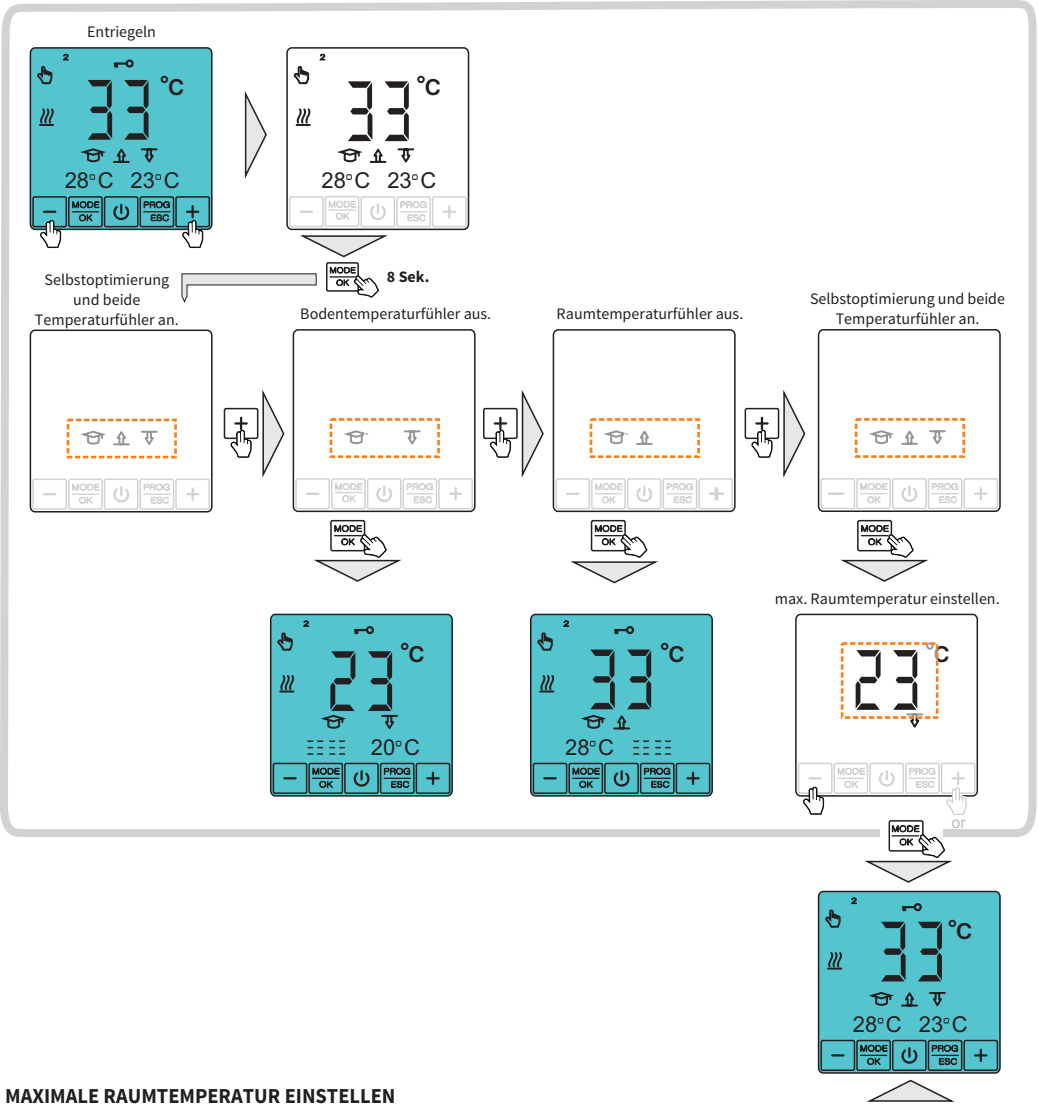 Entriegeln
2
33 °C
28°C 23°C
− MODE OK PROG ESC +
2
33 °C
28°C 23°C
− MODE OK PROG ESC +
MODE OK
8 Sek.
Selbstoptimierung
und beide
Temperaturfühler an.
Bodentemperaturfühler aus.
Raumtemperaturfühler aus.
Selbstoptimierung und beide
Temperaturfühler an.
+
+
+
− MODE OK PROG ESC +
− MODE OK PROG ESC +
− MODE OK PROG ESC +
− MODE OK PROG ESC +
MODE OK
MODE OK
MODE OK
max. Raumtemperatur einstellen.
2
23 °C
20°C
− MODE OK PROG ESC +
2
33 °C
28°C
− MODE OK PROG ESC +
23 °C
− MODE OK PROG ESC +
or
MODE OK
2
33 °C
28°C 23°C
− MODE OK PROG ESC +
MAXIMALE RAUMTEMPERATUR EINSTELLEN